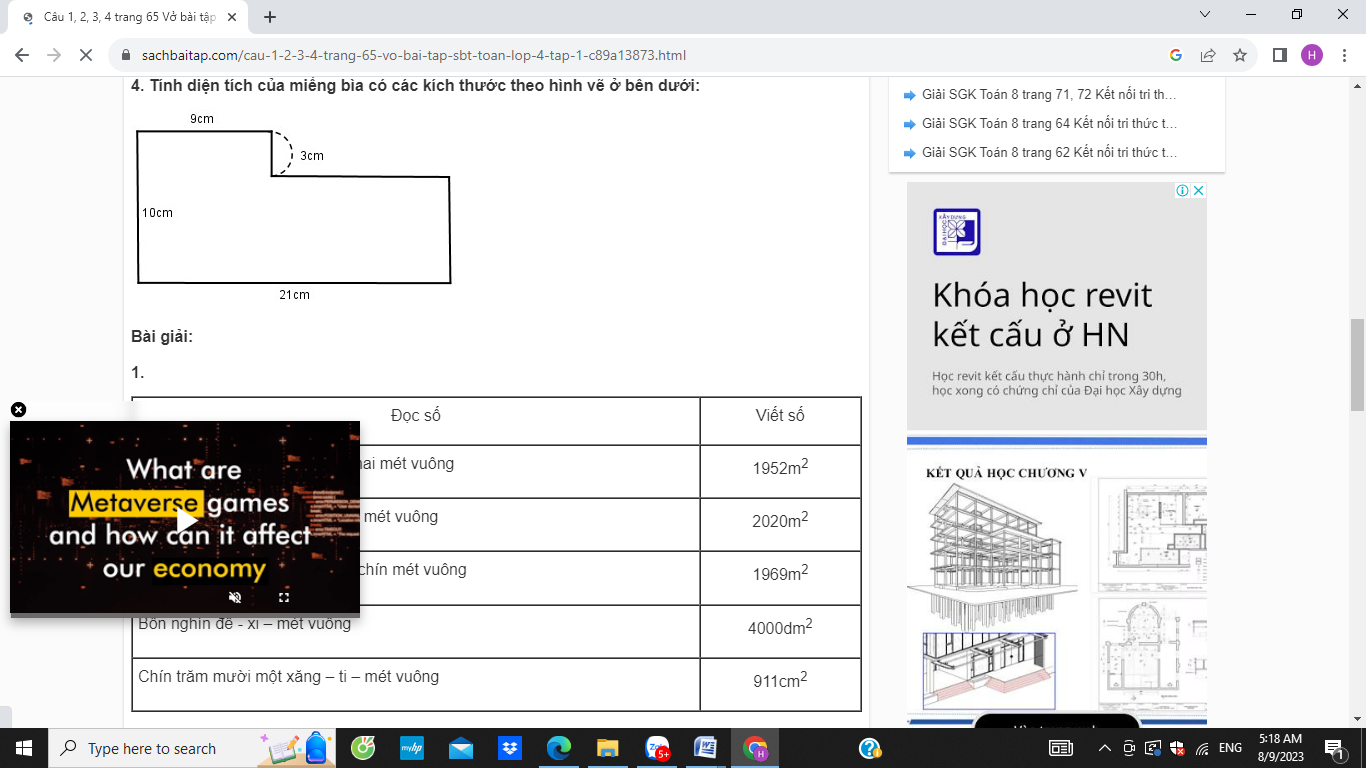 Câu 1, 2, 3, 4 trang 65 Vở bài tập
sachbaitap.com/cau-1-2-3-4-trang-65-vo-bai-tap-sbt-toan-lop-4-tap-1-c89a13873.html
H
4. Tính diện tích của miếng bìa có các kích thước theo hình vẽ ở bên dưới:
9cm
3cm
10cm
21cm
Bài giải:
1.
Đọc số
Viết số
hai mét vuông
1952m²
mét vuông
2020m²
chín mét vuông
1969m²
Bốn nghìn đề - xi – mét vuông
4000dm²
Chín trăm mười một xăng – ti – mét vuông
911cm²
What are
Metaverse games
and how can it affect
our economy
Giải SGK Toán 8 trang 71, 72 Kết nối tri th...
Giải SGK Toán 8 trang 64 Kết nối tri thức t...
Giải SGK Toán 8 trang 62 Kết nối tri thức t...
XÂY DỰNG
ĐẠI HỌC
Khóa học revit
kết cấu ở HN
Học revit kết cấu thực hành chỉ trong 30h,
học xong có chứng chỉ của Đại học Xây dựng
KẾT QUẢ HỌC CHƯƠNG V
Type here to search
myhp
Zalo
5+
W
H
ENG
5:18 AM
8/9/2023
1